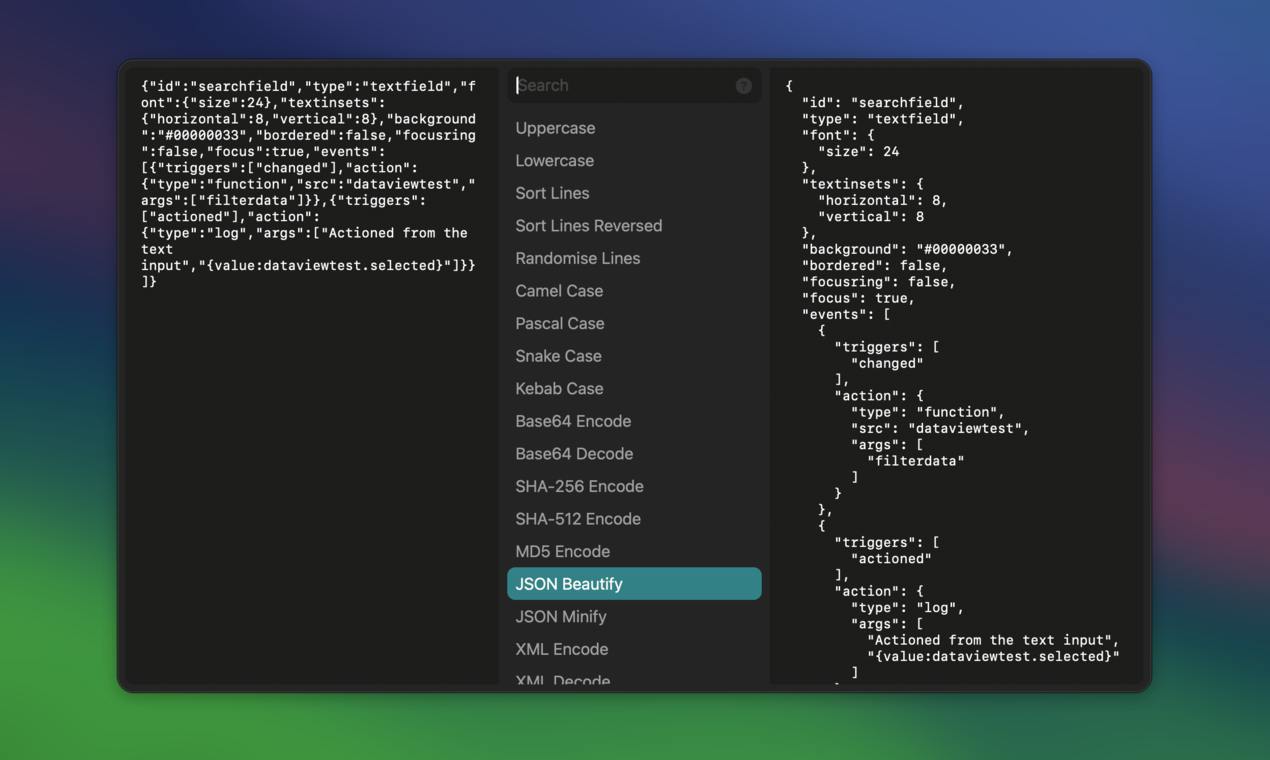 {"id":"searchfield","type":"textfield","f
ont":{"size":24},"textinsets":
{"horizontal":8,"vertical":8},"background
":"#00000033","bordered":false,"focusring
":false,"focus":true,"events":
[{"triggers":["changed"],"action":
{"type":"function","src":"dataviewtest","
args":["filterdata"]}},{"triggers":
["actioned"],"action":
{"type":"log","args":["Actioned from the
text
input","{value:dataviewtest.selected}"]}}
]}
Search
?
Uppercase
Lowercase
Sort Lines
Sort Lines Reversed
Randomise Lines
Camel Case
Pascal Case
Snake Case
Kebab Case
Base64 Encode
Base64 Decode
SHA-256 Encode
SHA-512 Encode
MD5 Encode
JSON Beautify
JSON Minify
XML Encode
XML Decode
{
  "id": "searchfield",
  "type": "textfield",
  "font": {
    "size": 24
  },
  "textinsets": {
    "horizontal": 8,
    "vertical": 8
  },
  "background": "#00000033",
  "bordered": false,
  "focusring": false,
  "focus": true,
  "events": [
    {
      "triggers": [
        "changed"
      ],
      "action": {
        "type": "function",
        "src": "dataviewtest",
        "args": [
          "filterdata"
        ]
      }
    },
    {
      "triggers": [
        "actioned"
      ],
      "action": {
        "type": "log",
        "args": [
          "Actioned from the text input",
          "{value:dataviewtest.selected}"
        ]